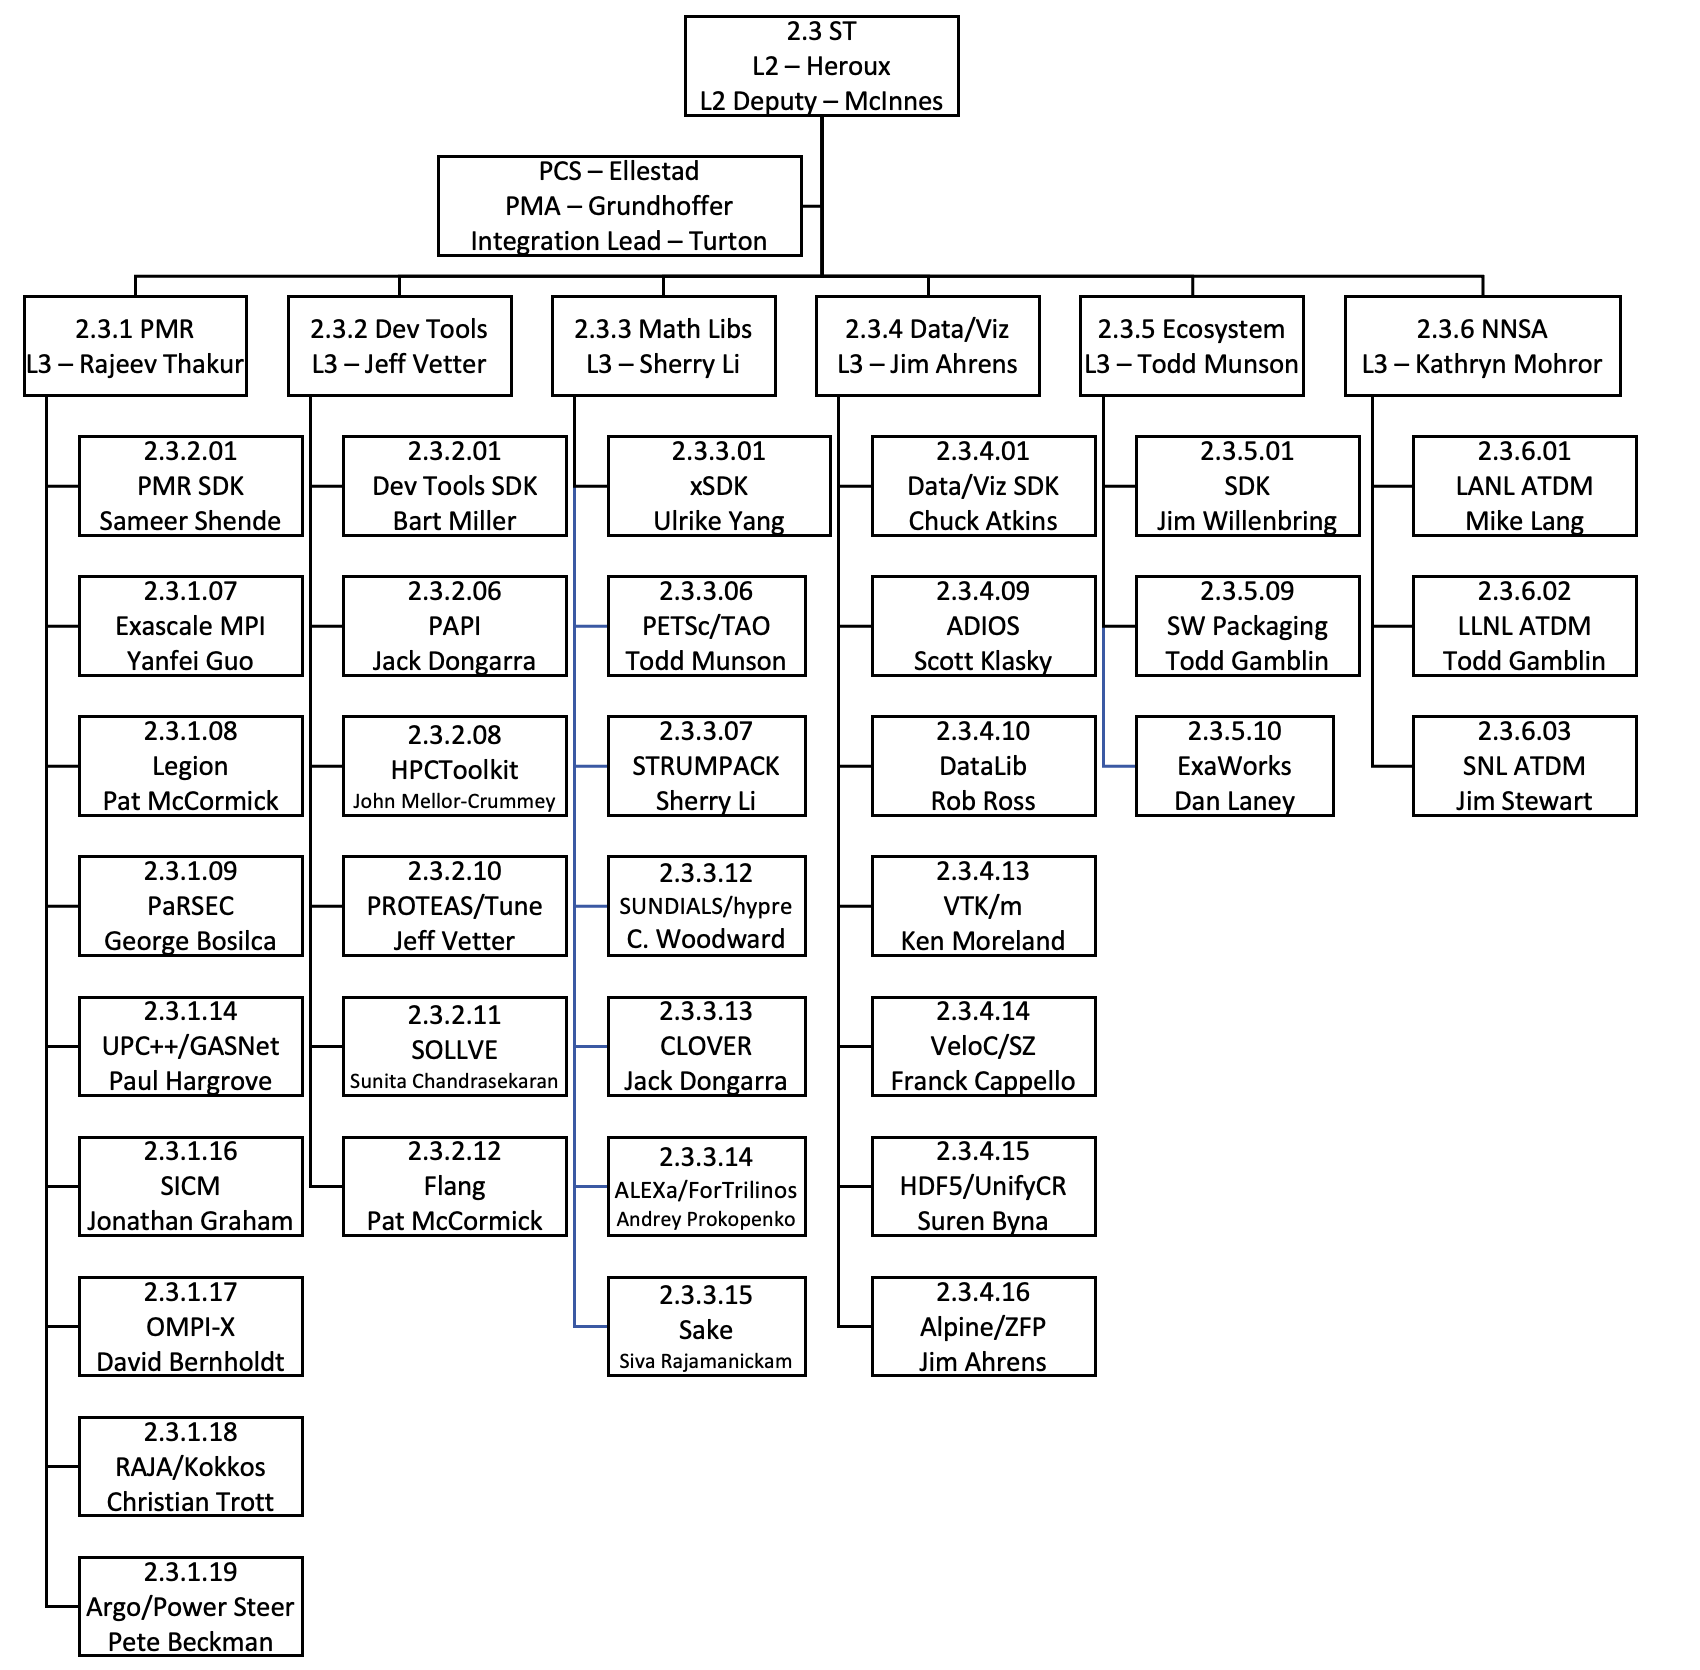 2.3 ST
L2 – Heroux
L2 Deputy – McInnes
PCS – Ellestad
PMA – Grundhoffer
Integration Lead – Turton
2.3.1 PMR
L3 – Rajeev Thakur
2.3.2 Dev Tools
L3 – Jeff Vetter
2.3.3 Math Libs
L3 – Sherry Li
2.3.4 Data/Viz
L3 – Jim Ahrens
2.3.5 Ecosystem
L3 – Todd Munson
2.3.6 NNSA
L3 – Kathryn Mohror
2.3.2.01
PMR SDK
Sameer Shende
2.3.1.07
Exascale MPI
Yanfei Guo
2.3.1.08
Legion
Pat McCormick
2.3.1.09
PaRSEC
George Bosilca
2.3.1.14
UPC++/GASNet
Paul Hargrove
2.3.1.16
SICM
Jonathan Graham
2.3.1.17
OMPI-X
David Bernholdt
2.3.1.18
RAJA/Kokkos
Christian Trott
2.3.1.19
Argo/Power Steer
Pete Beckman
2.3.2.01
Dev Tools SDK
Bart Miller
2.3.2.06
PAPI
Jack Dongarra
2.3.2.08
HPCToolkit
John Mellor-Crummey
2.3.2.10
PROTEAS/Tune
Jeff Vetter
2.3.2.11
SOLLVE
Sunita Chandrasekaran
2.3.2.12
Flang
Pat McCormick
2.3.3.01
xSDK
Ulrike Yang
2.3.3.06
PETSc/TAO
Todd Munson
2.3.3.07
STRUMPACK
Sherry Li
2.3.3.12
SUNDIALS/hypre
C. Woodward
2.3.3.13
CLOVER
Jack Dongarra
2.3.3.14
ALEXa/ForTrilinos
Andrey Prokopenko
2.3.3.15
Sake
Siva Rajamanickam
2.3.4.01
Data/Viz SDK
Chuck Atkins
2.3.4.09
ADIOS
Scott Klasky
2.3.4.10
DataLib
Rob Ross
2.3.4.13
VTK/m
Ken Moreland
2.3.4.14
VeloC/SZ
Franck Cappello
2.3.4.15
HDF5/UnifyCR
Suren Byna
2.3.4.16
Alpine/ZFP
Jim Ahrens
2.3.5.01
SDK
Jim Willenbring
2.3.5.09
SW Packaging
Todd Gamblin
2.3.5.10
ExaWorks
Dan Laney
2.3.6.01
LANL ATDM
Mike Lang
2.3.6.02
LLNL ATDM
Todd Gamblin
2.3.6.03
SNL ATDM
Jim Stewart